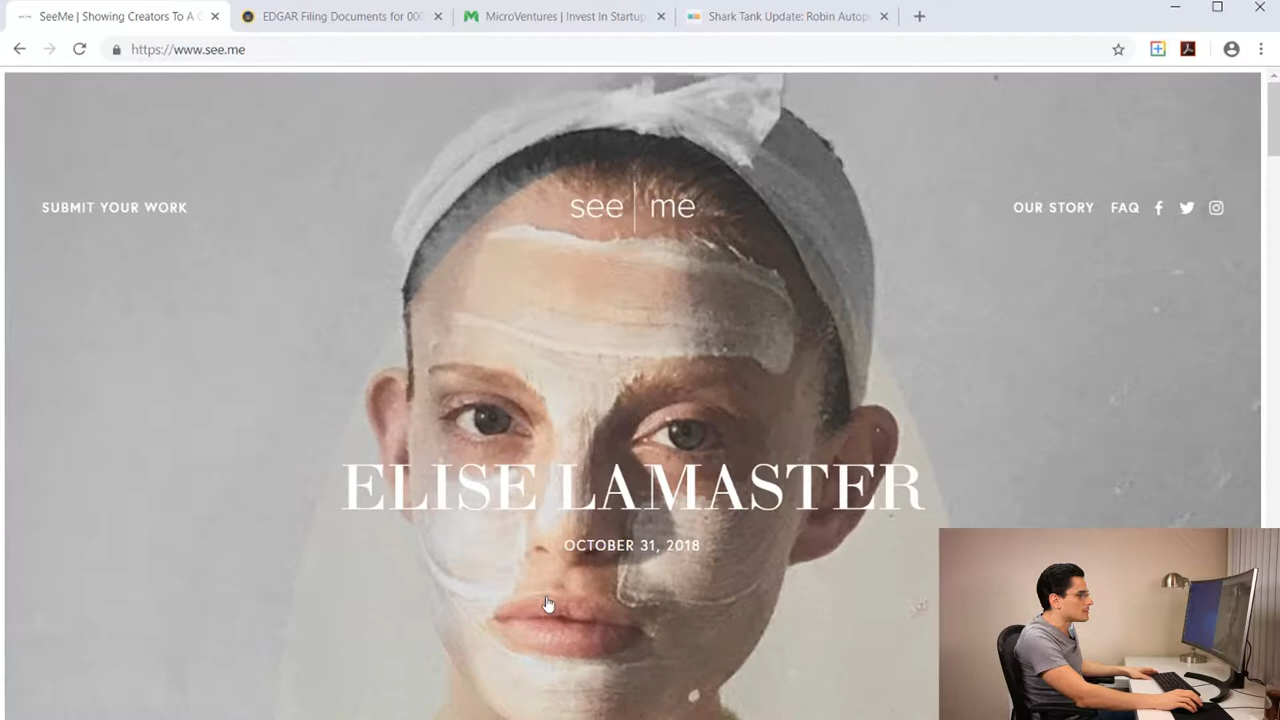 SeeMe | Showing Creators To A G
EDGAR Filing Documents for 000
MicroVentures | Invest In Startup
Shark Tank Update: Robin Autop
https://www.see.me
SUBMIT YOUR WORK
see | me
OUR STORY FAQ
ELISE LAMASTER
OCTOBER 31, 2018